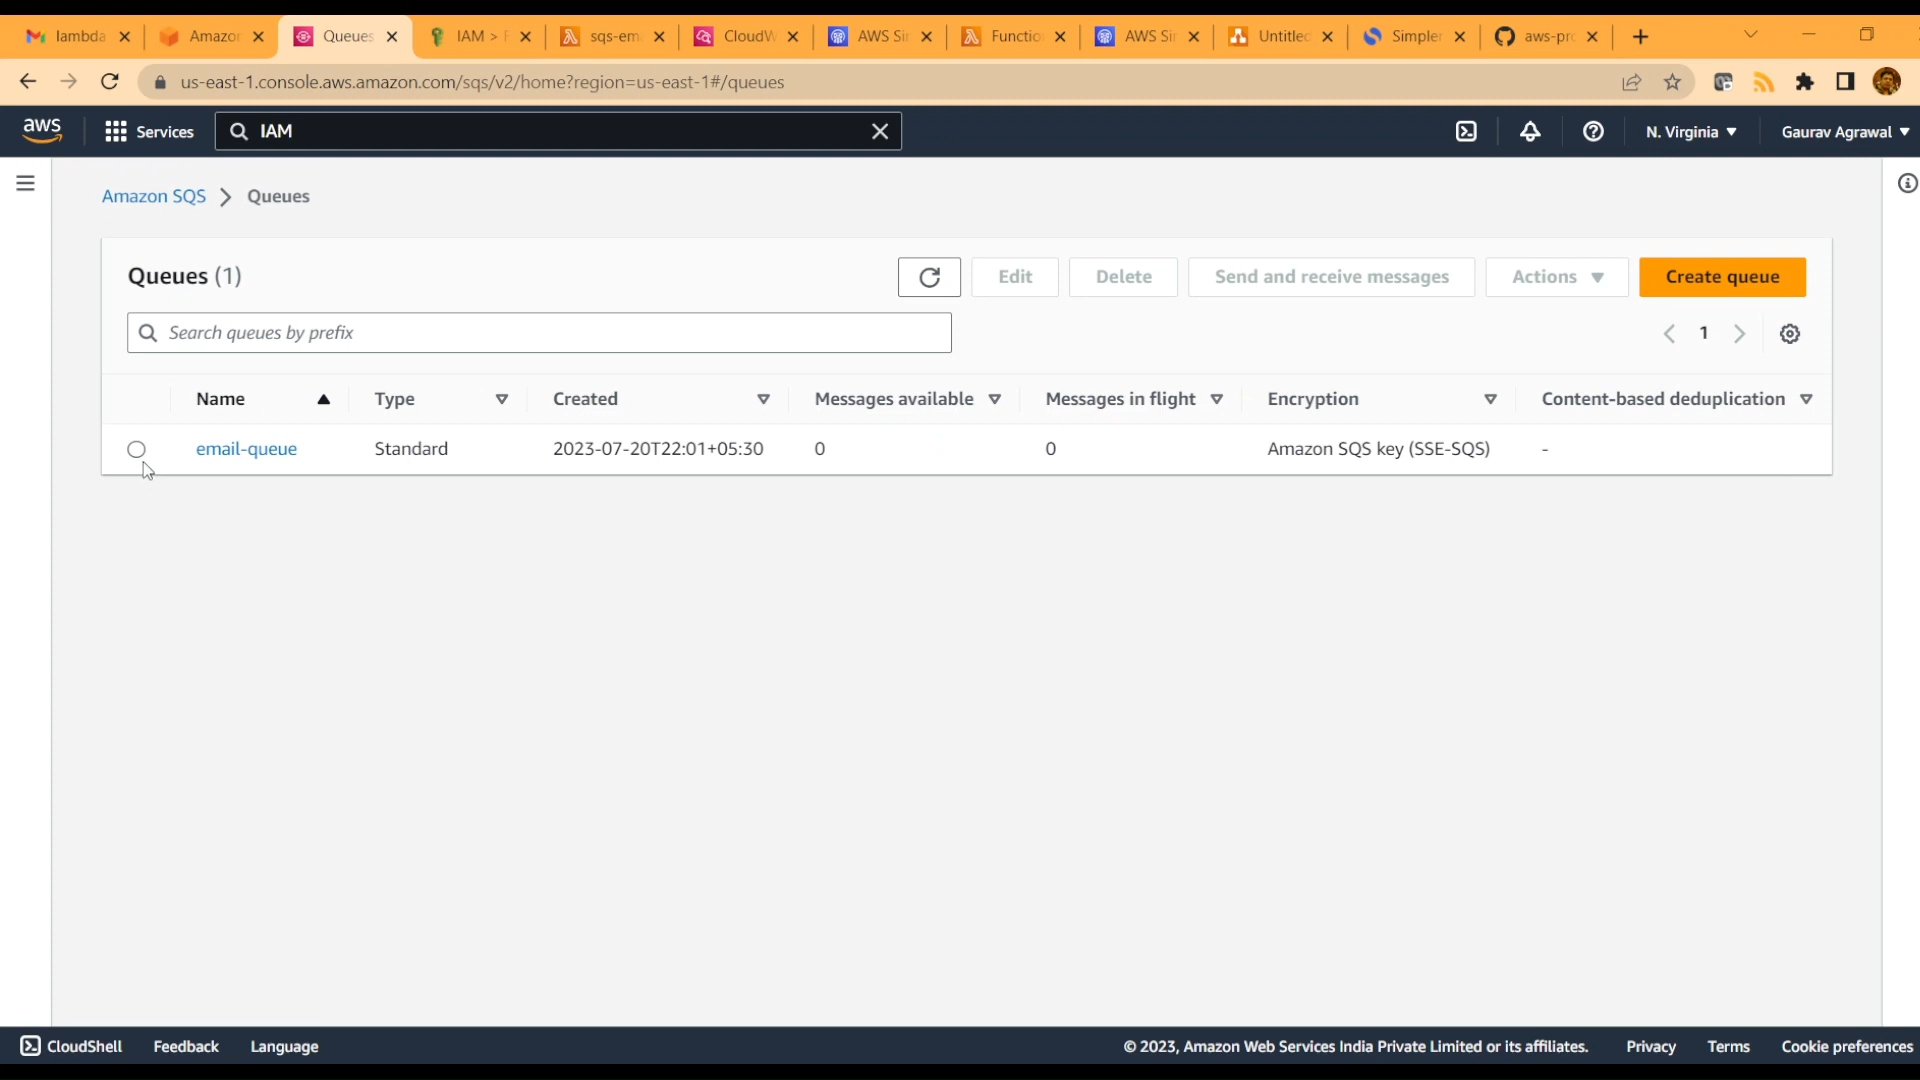 lambda
Amazon
Queues
IAM >
sqs-em
CloudW
AWS Si
Functio
AWS Si
Untitled
Simpler
aws-pro
us-east-1.console.aws.amazon.com/sqs/v2/home?region=us-east-1#/queues
aws
Services
IAM
N. Virginia
Gaurav Agrawal
Amazon SQS
Queues
Queues (1)
Edit
Delete
Send and receive messages
Actions
Create queue
Search queues by prefix
1
Name
Type
Created
Messages available
Messages in flight
Encryption
Content-based deduplication
email-queue
Standard
2023-07-20T22:01+05:30
0
0
Amazon SQS key (SSE-SQS)
-
CloudShell
Feedback
Language
© 2023, Amazon Web Services India Private Limited or its affiliates.
Privacy
Terms
Cookie preferences